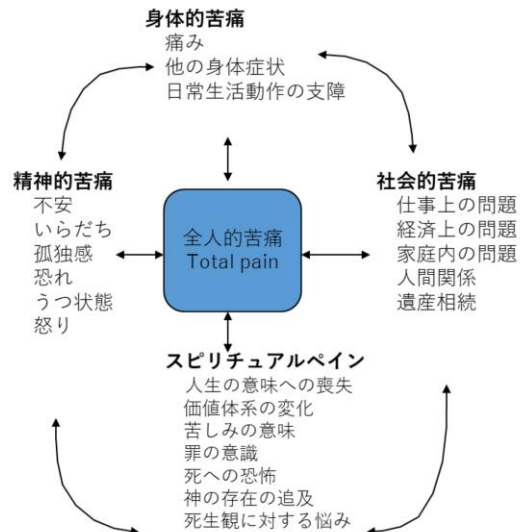 身体的苦痛
痛み
他の身体症状
日常生活動作の支障
精神的苦痛
不安
いらだち
孤独感
恐れ
うつ状態
怒り
全人的苦痛
Total pain
社会的苦痛
仕事上の問題
経済上の問題
家庭内の問題
人間関係
遺産相続
スピリチュアルペイン
人生の意味への喪失
価値体系の変化
苦しみの意味
罪の意識
死への恐怖
神の存在の追及
死生観に対する悩み